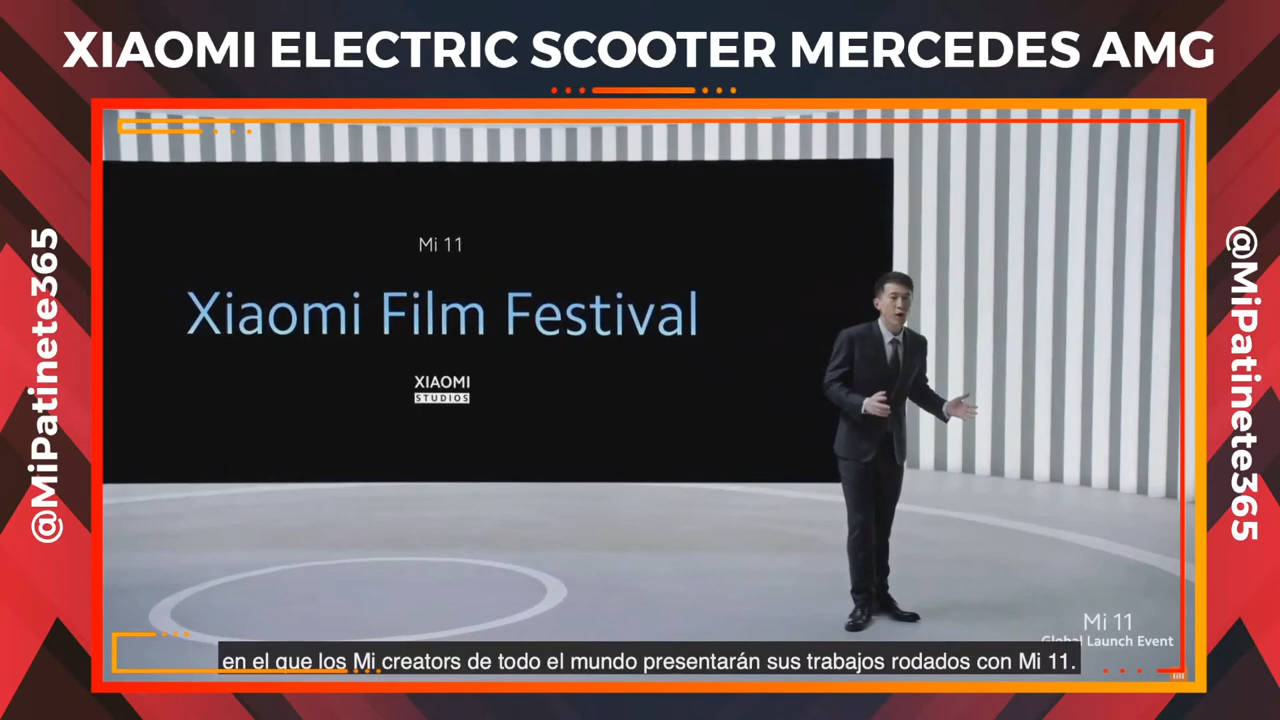 XIAOMI ELECTRIC SCOOTER MERCEDES AMG
@MiPatinete365
@MiPatinete365
Mi 11
Xiaomi Film Festival
XIAOMI
STUDIOS
Mi 11
Global Launch Event
en el que los Mi creators de todo el mundo presentarán sus trabajos rodados con Mi 11.